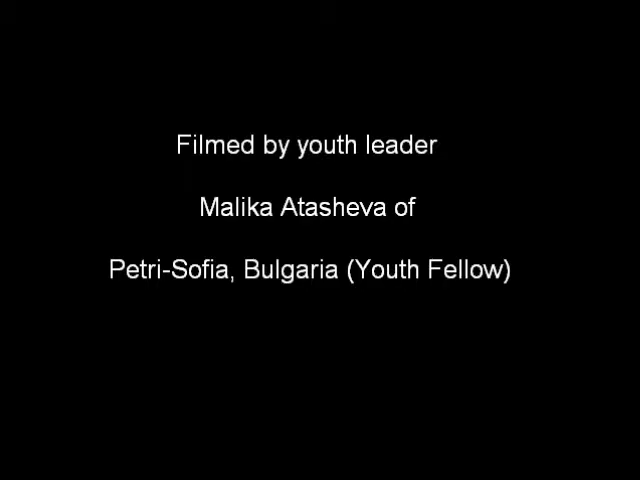 Filmed by youth leader
Malika Atasheva of
Petri-Sofia, Bulgaria (Youth Fellow)